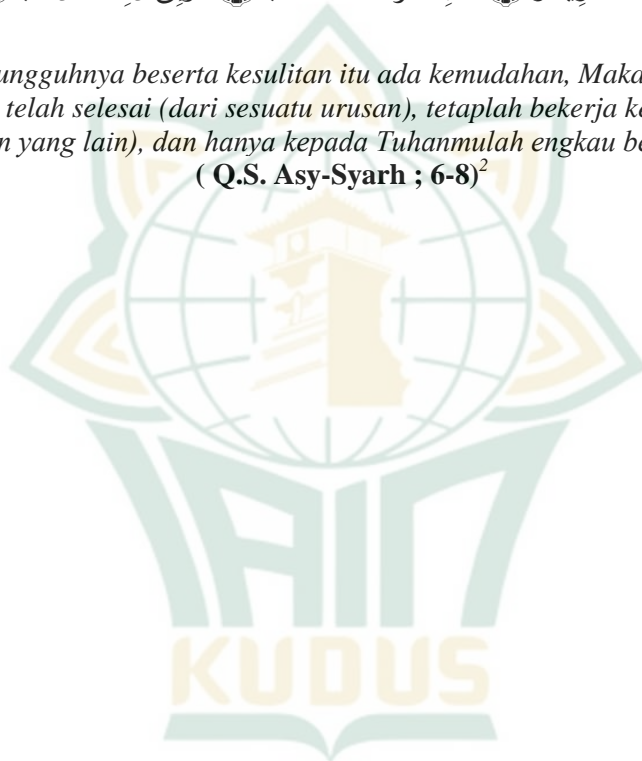 ungguhnya beserta kesulitan itu ada kemudahan, Maka
telah selesai (dari sesuatu urusan), tetaplah bekerja ke
n yang lain), dan hanya kepada Tuhanmulah engkau be
( Q.S. Asy-Syarh ; 6-8)2
IAIN
KUDUS